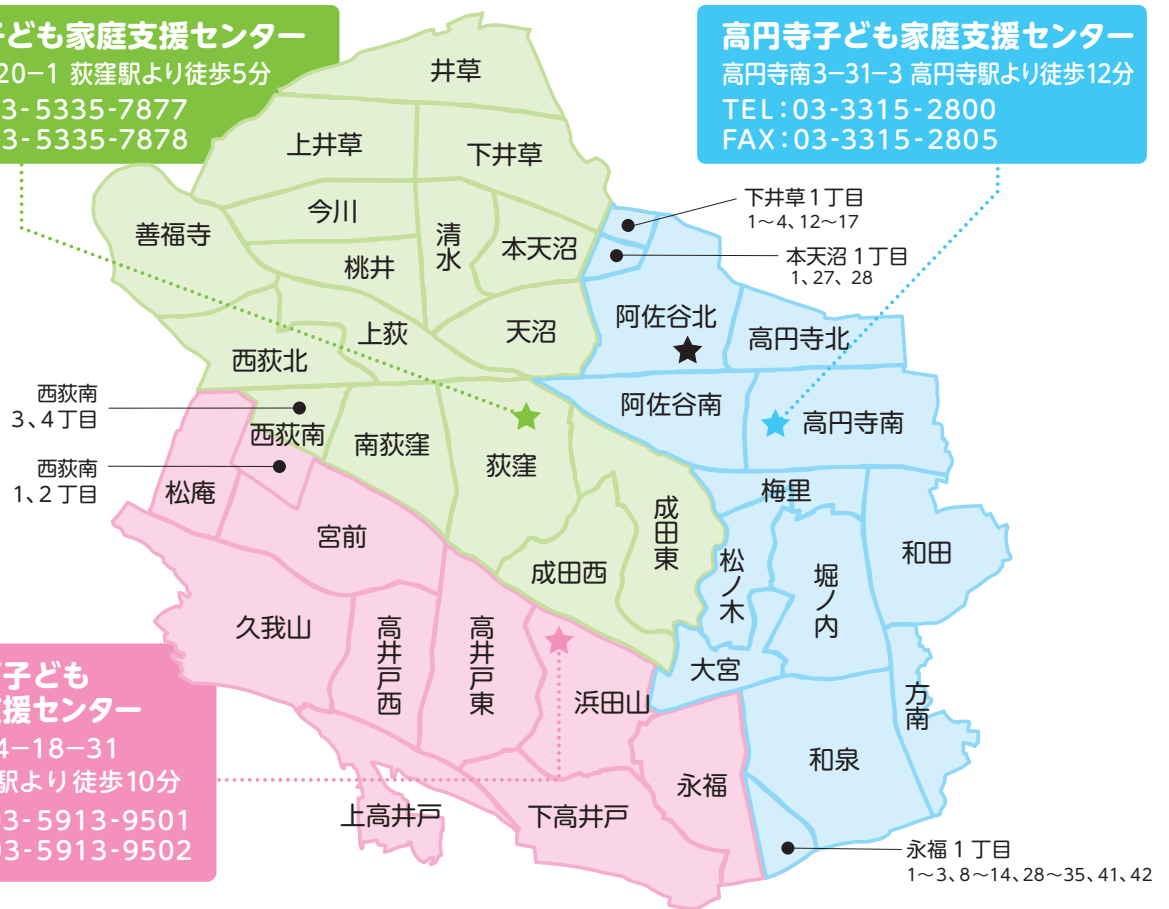 子ども家庭支援センター
20−1 荻窪駅より徒歩5分
3-5335-7877
3-5335-7878
高円寺子ども家庭支援センター
高円寺南3−31−3 高円寺駅より徒歩12分
TEL：03-3315-2800
FAX：03-3315-2805
井草
上井草
下井草
今川
善福寺
清水
本天沼
桃井
下井草1丁目
1〜4、12〜17
本天沼 1丁目
1、27、28
上荻
天沼
阿佐谷北
高円寺北
西荻北
西荻南
3、4丁目
西荻南
南荻窪
荻窪
阿佐谷南
高円寺南
西荻南
1、2丁目
松庵
宮前
成田東
成田西
梅里
松ノ木
堀ノ内
和田
久我山
高井戸西
高井戸東
浜田山
大宮
方南
子ども
援センター
4−18−31
駅より徒歩10分
03-5913-9501
03-5913-9502
上高井戸
下高井戸
永福
和泉
永福 1丁目
1〜3、8〜14、28〜35、41、42